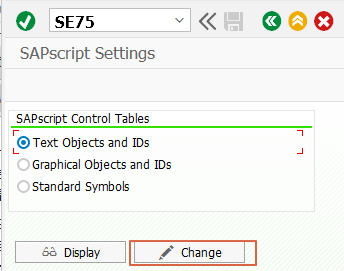 SE75
SAPscript Settings
SAPscript Control Tables
Text Objects and IDs
Graphical Objects and IDs
Standard Symbols
Display Change